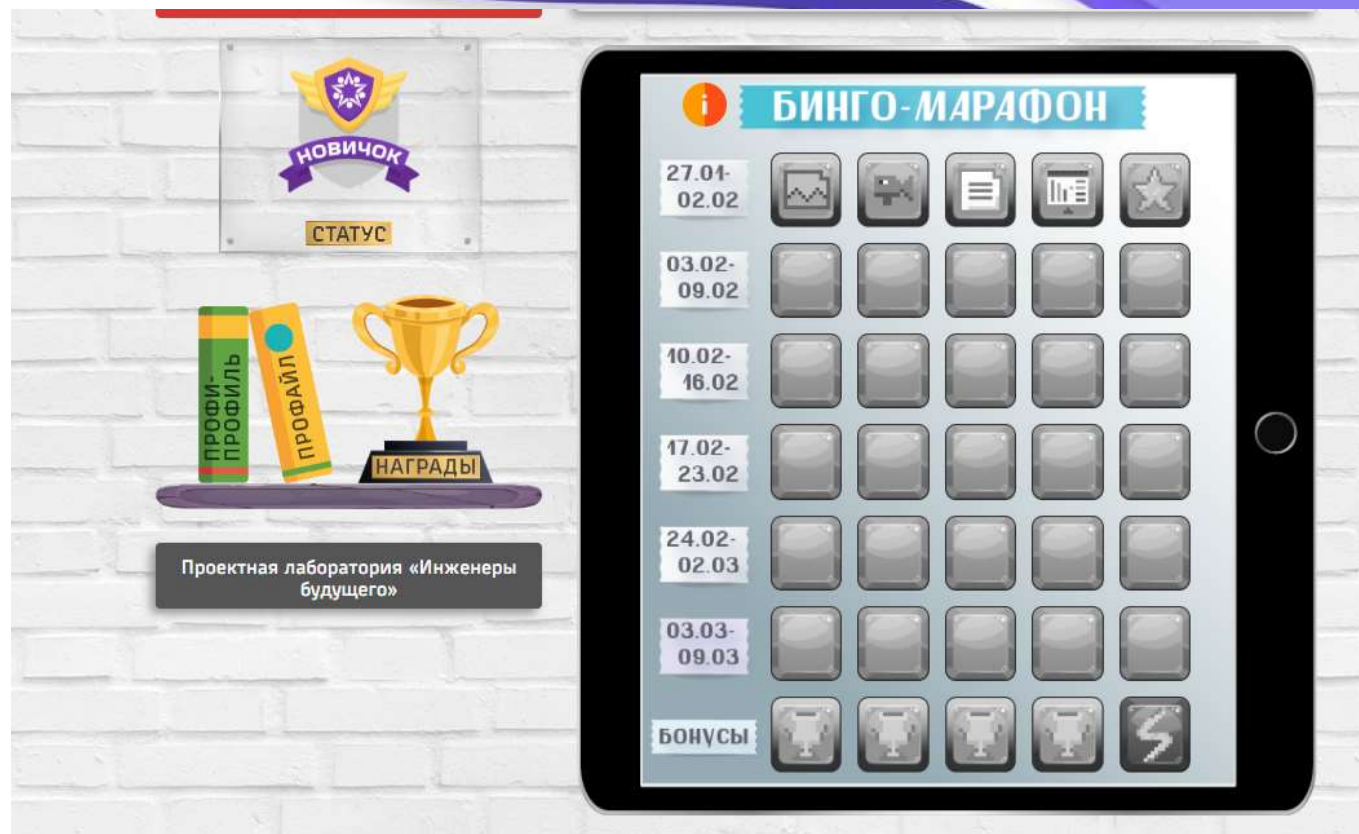 НОВИЧОК
СТАТУС
ПРОФИ-
ПРОФИЛЬ
ПРОФАЙЛ
НАГРАДЫ
Проектная лаборатория «Инженеры
будущего»
i
БИНГО-МАРАФОН
27.01-
02.02
03.02-
09.02
10.02-
16.02
17.02-
23.02
24.02-
02.03
03.03-
09.03
БОНУСЫ